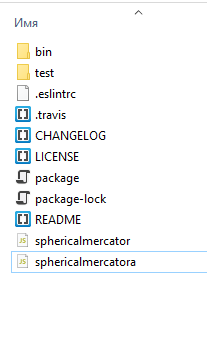 Имя
bin
test
.eslintrc
.travis
CHANGELOG
LICENSE
package
package-lock
README
sphericalmercator
sphericalmercatora